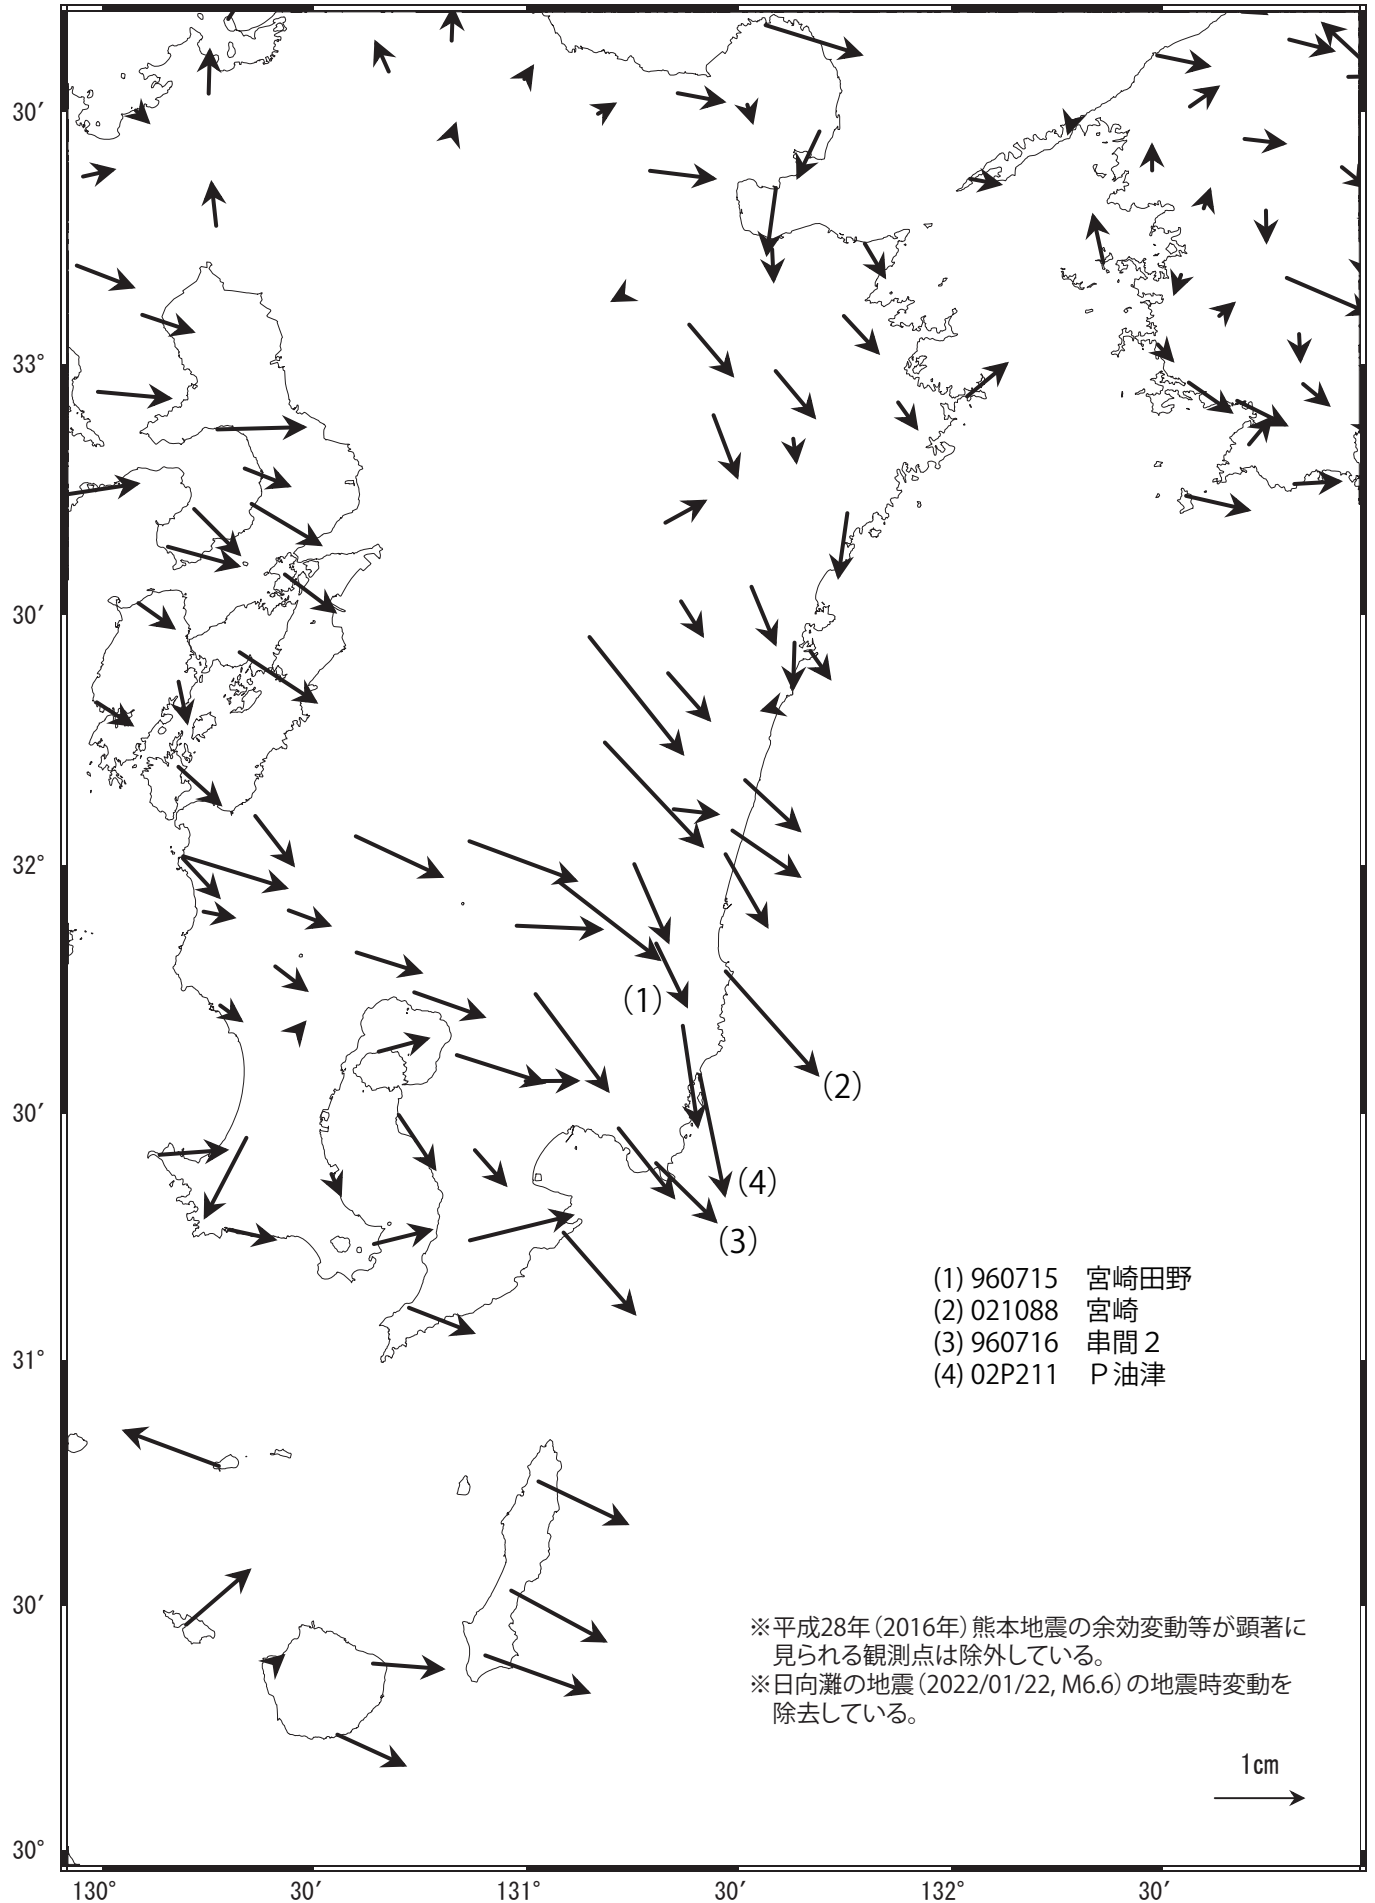 30′
33°
30′
32°
30′
31°
30′
30°
(1)
(2)
(4)
(3)
(1) 960715 宮崎田野
(2) 021088 宮崎
(3) 960716 串間２
(4) 02P211 Ｐ油津
※平成28年（2016年）熊本地震の余効変動等が顕著に
見られる観測点は除外している。
※日向灘の地震（2022/01/22, M6.6）の地震時変動を
除去している。
1cm
130° 30′ 131° 30′ 132° 30′